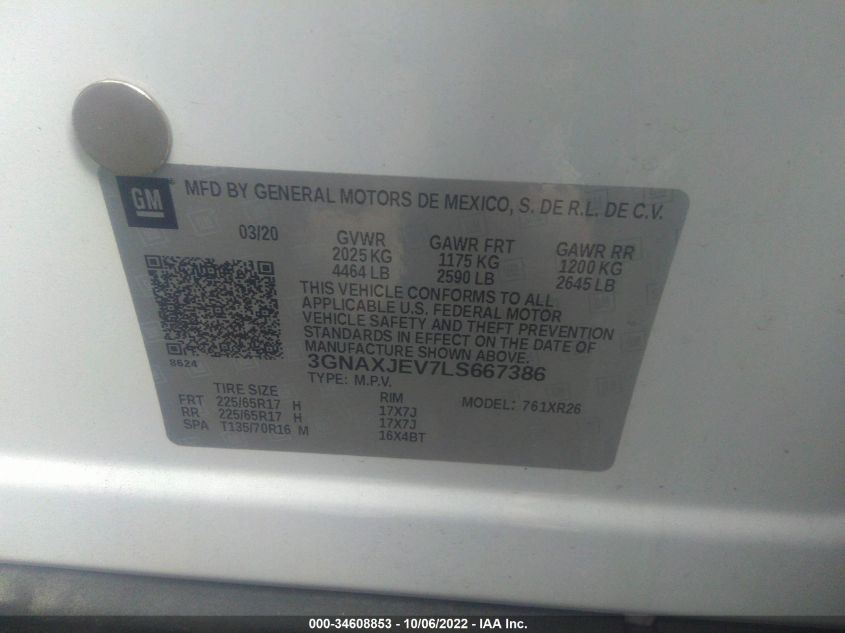 GM
MFD BY GENERAL MOTORS DE MEXICO, S. DE R.L. DE C.V.
03/20 GVWR GAWR FRT GAWR RR
2025 KG 1175 KG 1200 KG
4464 LB 2590 LB 2645 LB
THIS VEHICLE CONFORMS TO ALL
APPLICABLE U.S. FEDERAL MOTOR
VEHICLE SAFETY AND THEFT PREVENTION
STANDARDS IN EFFECT ON THE DATE
OF MANUFACTURE SHOWN ABOVE.
8624 3GNAXJEV7LS667386
TYPE: M.P.V.
TIRE SIZE RIM MODEL: 761XR26
FRT 225/65R17 H 17X7J
RR 225/65R17 H 17X7J
SPA T135/70R16 M 16X4BT
000-34608853 - 10/06/2022 - IAA Inc.